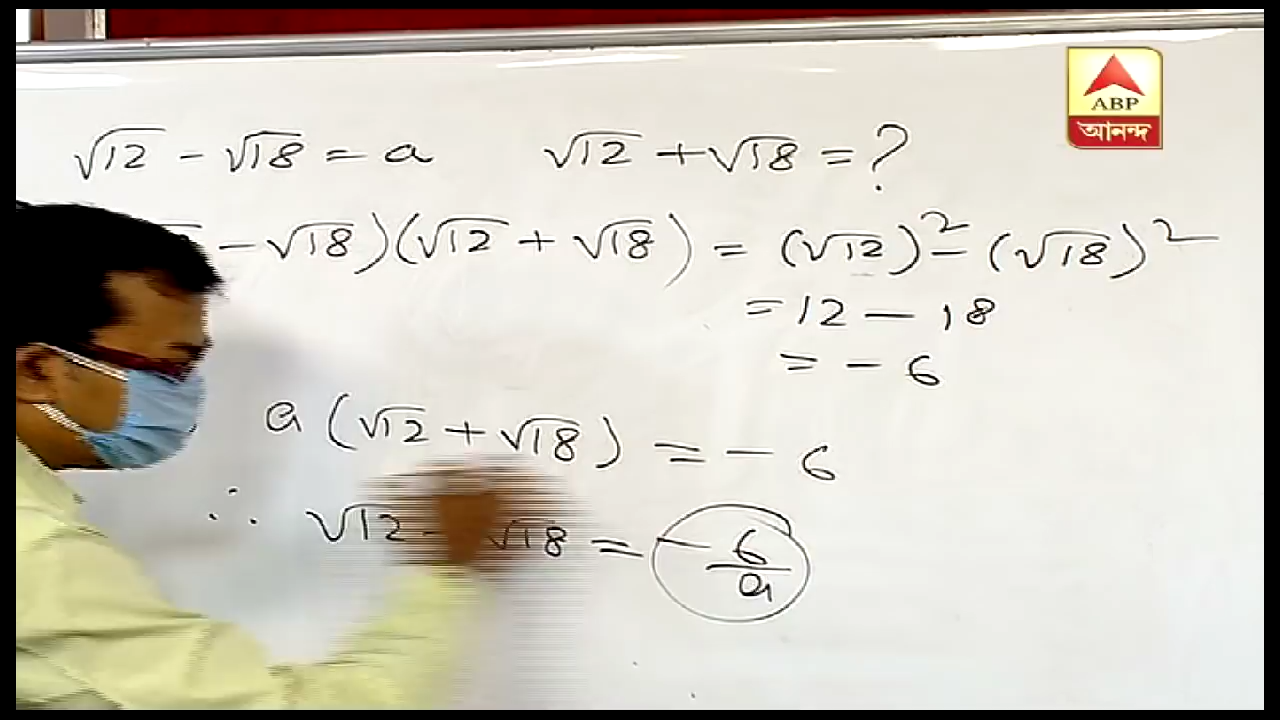 ABP
আনন্দ
√12 - √18 = a √12 + √18 = ?
- √18)(√12 + √18) = (√12)² - (√18)²
= 12 - 18
= - 6
a (√12 + √18) = - 6
∴ √12 - √18 = - 6/a